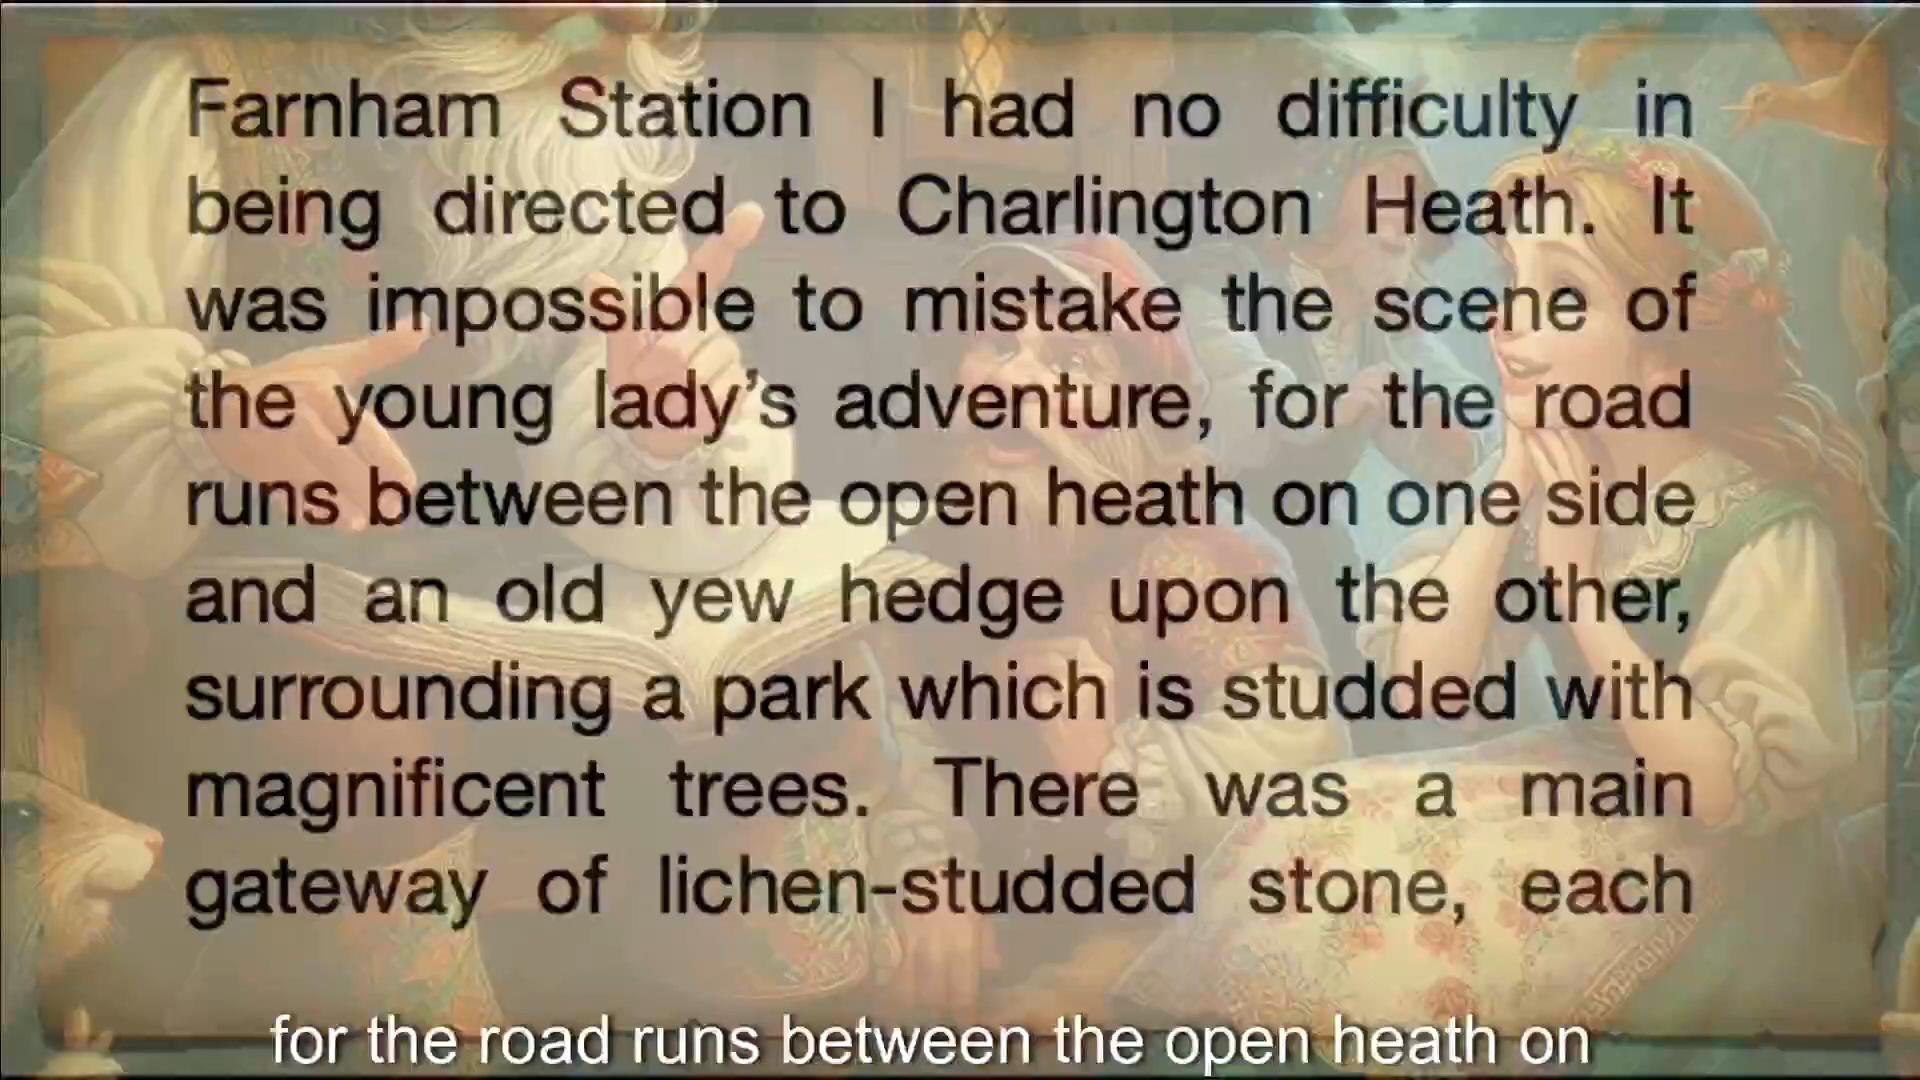 Farnham Station I had no difficulty in
being directed to Charlington Heath. It
was impossible to mistake the scene of
the young lady’s adventure, for the road
runs between the open heath on one side
and an old yew hedge upon the other,
surrounding a park which is studded with
magnificent trees. There was a main
gateway of lichen-studded stone, each
for the road runs between the open heath on